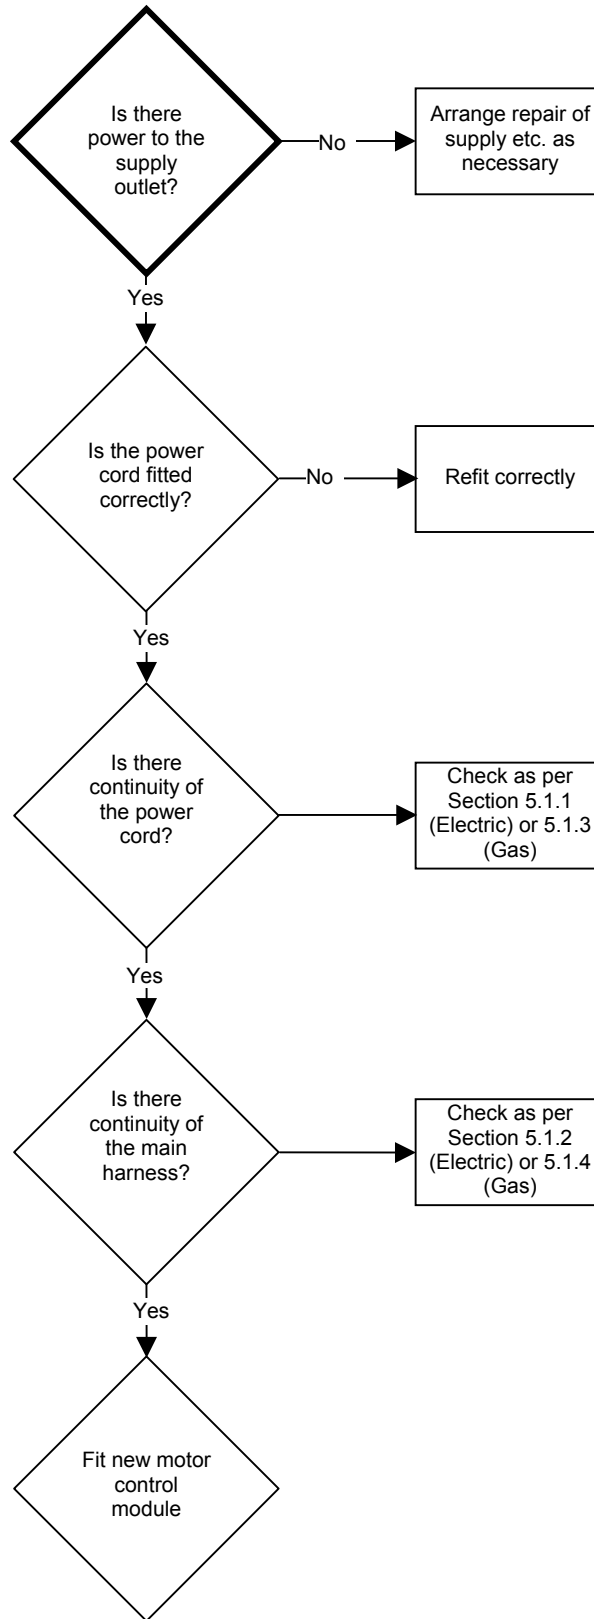 Is there
power to the
supply
outlet?
No
Arrange repair of
supply etc. as
necessary
Yes
Is the power
cord fitted
correctly?
No
Refit correctly
Yes
Is there
continuity of
the power
cord?
Check as per
Section 5.1.1
(Electric) or 5.1.3
(Gas)
Yes
Is there
continuity of
the main
harness?
Check as per
Section 5.1.2
(Electric) or 5.1.4
(Gas)
Yes
Fit new motor
control
module